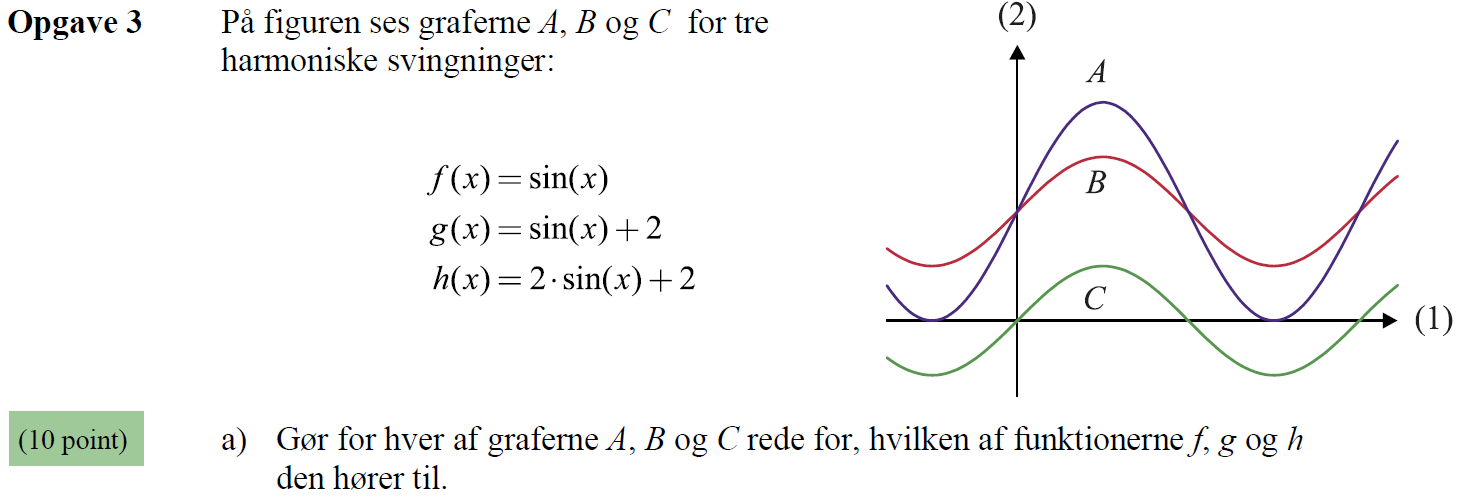 Opgave 3 På figuren ses graferne A, B og C for tre
harmoniske svingninger:
f(x) = sin(x)
g(x) = sin(x) + 2
h(x) = 2 · sin(x) + 2
(2)
A
B
C
(1)
(10 point) a) Gør for hver af graferne A, B og C rede for, hvilken af funktionerne f, g og h
den hører til.